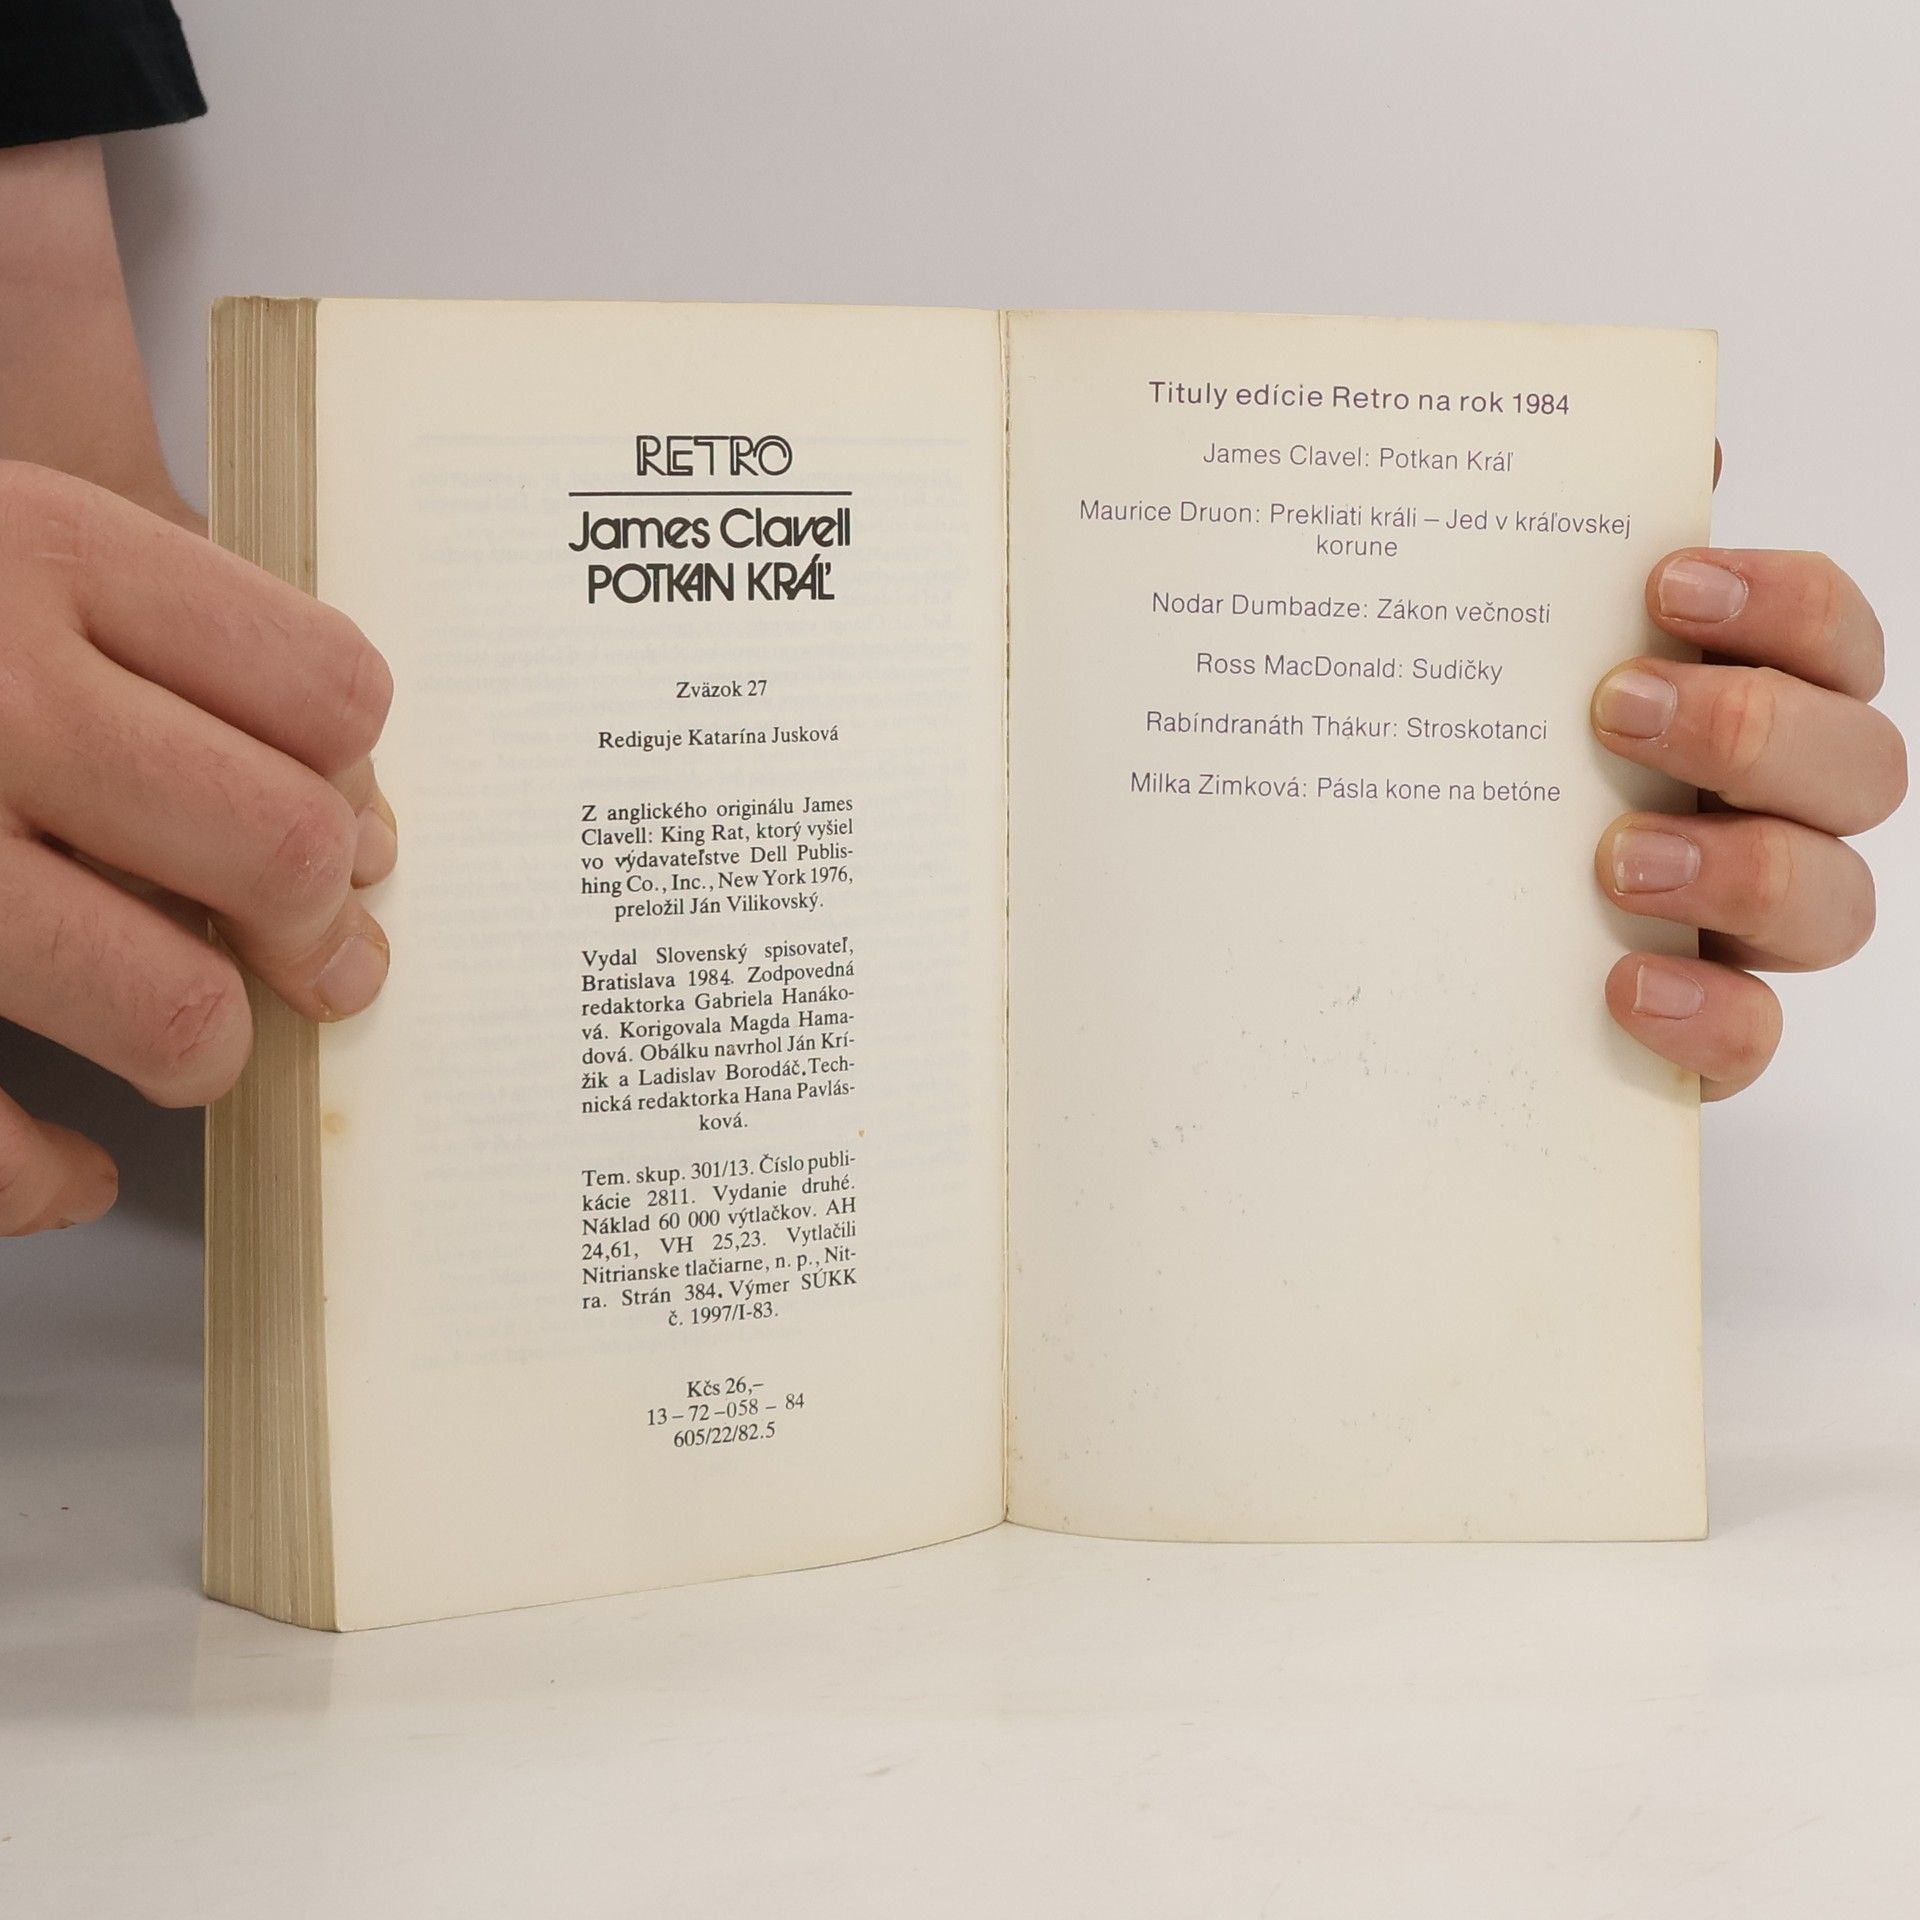 RETRO
James Clavell
POTKAN KRÁĽ
Zväzok 27
Rediguje Katarína Jusková
Z anglického originálu James
Clavell: King Rat, ktorý vyšiel
vo vydavateľstve Dell Publis-
hing Co., Inc., New York 1976,
preložil Ján Vilikovský.
Vydal Slovenský spisovateľ,
Bratislava 1984. Zodpovedná
redaktorka Gabriela Hanáko-
vá. Korigovala Magda Hama-
dová. Obálku navrhol Ján Krí-
žik a Ladislav Borodáč. Tech-
nická redaktorka Hana Pavlás-
ková.
Tem. skup. 301/13. Číslo publi-
kácie 2811. Vydanie druhé.
Náklad 60 000 výtlačkov. AH
24,61, VH 25,23. Vytlačili
Nitrianske tlačiarne, n. p., Nit-
ra. Strán 384. Výmer SÚKK
č. 1997/I-83.
Kčs 26,–
13 – 72 –058 – 84
605/22/82.5
Tituly edície Retro na rok 1984
James Clavel: Potkan Kráľ
Maurice Druon: Prekliati králi – Jed v kráľovskej
korune
Nodar Dumbadze: Zákon večnosti
Ross MacDonald: Sudičky
Rabíndranáth Thákur: Stroskotanci
Milka Zimková: Pásla kone na betóne